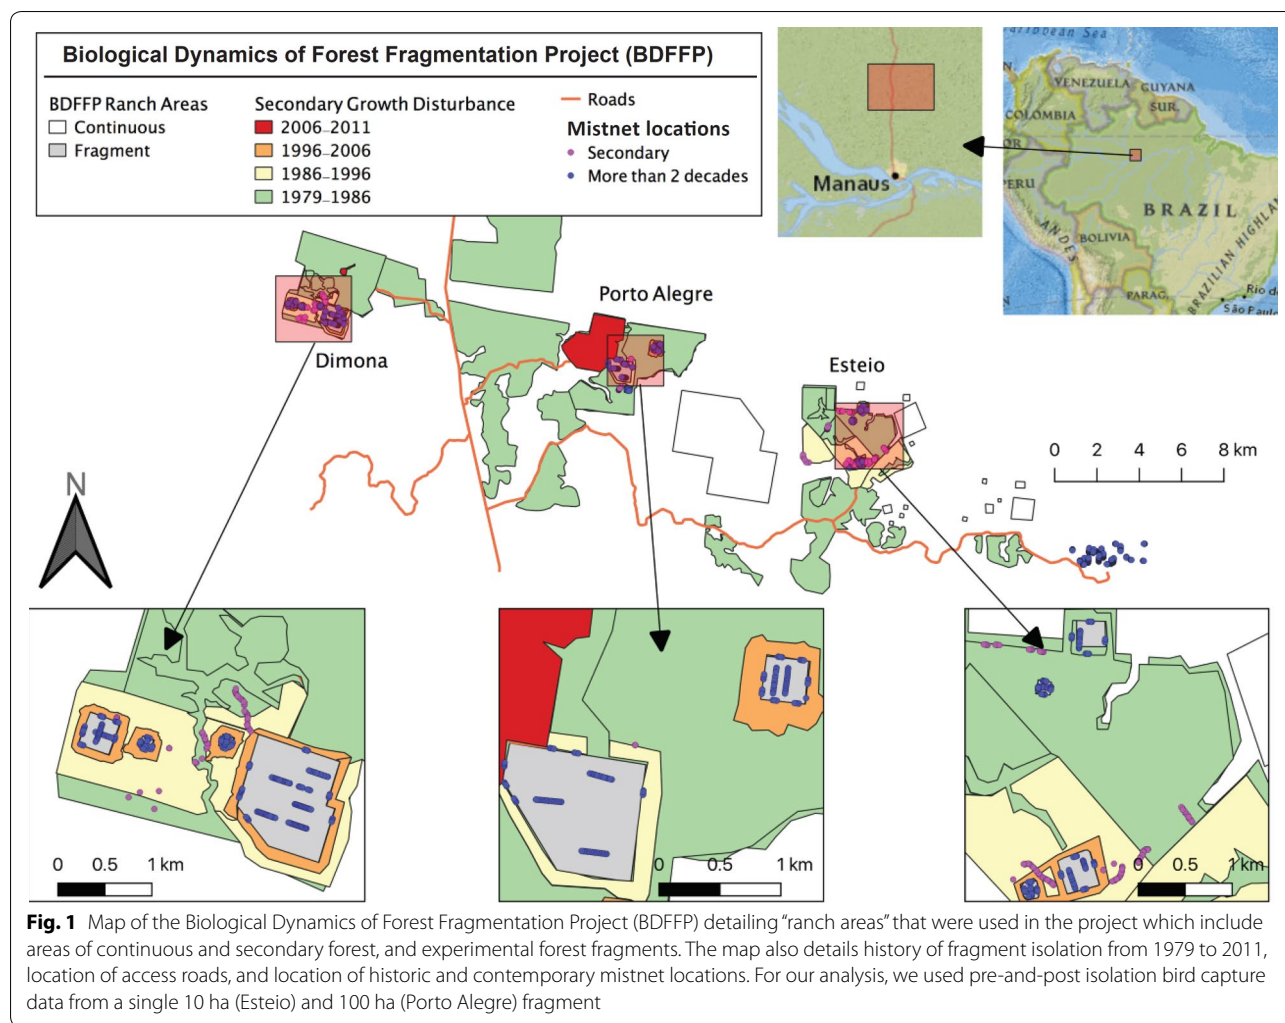 Biological Dynamics of Forest Fragmentation Project (BDFFP)
BDFFP Ranch Areas
Continuous
Fragment
Secondary Growth Disturbance
2006–2011
1996–2006
1986–1996
1979–1986
Roads
Mistnet locations
Secondary
More than 2 decades
Manaus
VENEZUELA
GUYANA
SUR.
COLOMBIA
PERU
BRAZIL
BOLIVIA
ANDES
PARAG.
BRAZILIAN
São Paulo
Dimona
Porto Alegre
Esteio
N
0 2 4 6 8 km
0 0.5 1 km
0 0.5 1 km
0 0.5 1 km
Fig. 1 Map of the Biological Dynamics of Forest Fragmentation Project (BDFFP) detailing “ranch areas” that were used in the project which include
areas of continuous and secondary forest, and experimental forest fragments. The map also details history of fragment isolation from 1979 to 2011,
location of access roads, and location of historic and contemporary mistnet locations. For our analysis, we used pre-and-post isolation bird capture
data from a single 10 ha (Esteio) and 100 ha (Porto Alegre) fragment